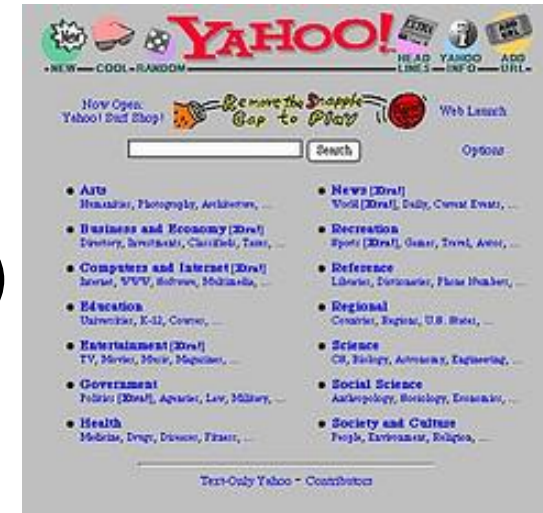 New
YAHOO!
EXTRA
i
ADD URL
NEW COOL RANDOM
HEAD LINES YAHOO INFO ADD URL
Now Open: Yahoo! Surf Shop!
Remove the Snapple Cap to Play
Web Launch
Search
Options
Arts
Humanities, Photography, Architecture, ...
Business and Economy [Xtra!]
Directory, Investments, Classifieds, Taxes, ...
Computers and Internet [Xtra!]
Internet, WWW, Software, Multimedia, ...
Education
Universities, K-12, Courses, ...
Entertainment [Xtra!]
TV, Movies, Music, Magazines, ...
Government
Politics [Xtra!], Agencies, Law, Military, ...
Health
Medicine, Drugs, Diseases, Fitness, ...
News [Xtra!]
World [Xtra!], Daily, Current Events, ...
Recreation
Sports [Xtra!], Games, Travel, Autos, ...
Reference
Libraries, Dictionaries, Phone Numbers, ...
Regional
Countries, Regions, U.S. States, ...
Science
CS, Biology, Astronomy, Engineering, ...
Social Science
Anthropology, Sociology, Economics, ...
Society and Culture
People, Environment, Religion, ...
Text-Only Yahoo - Contributors